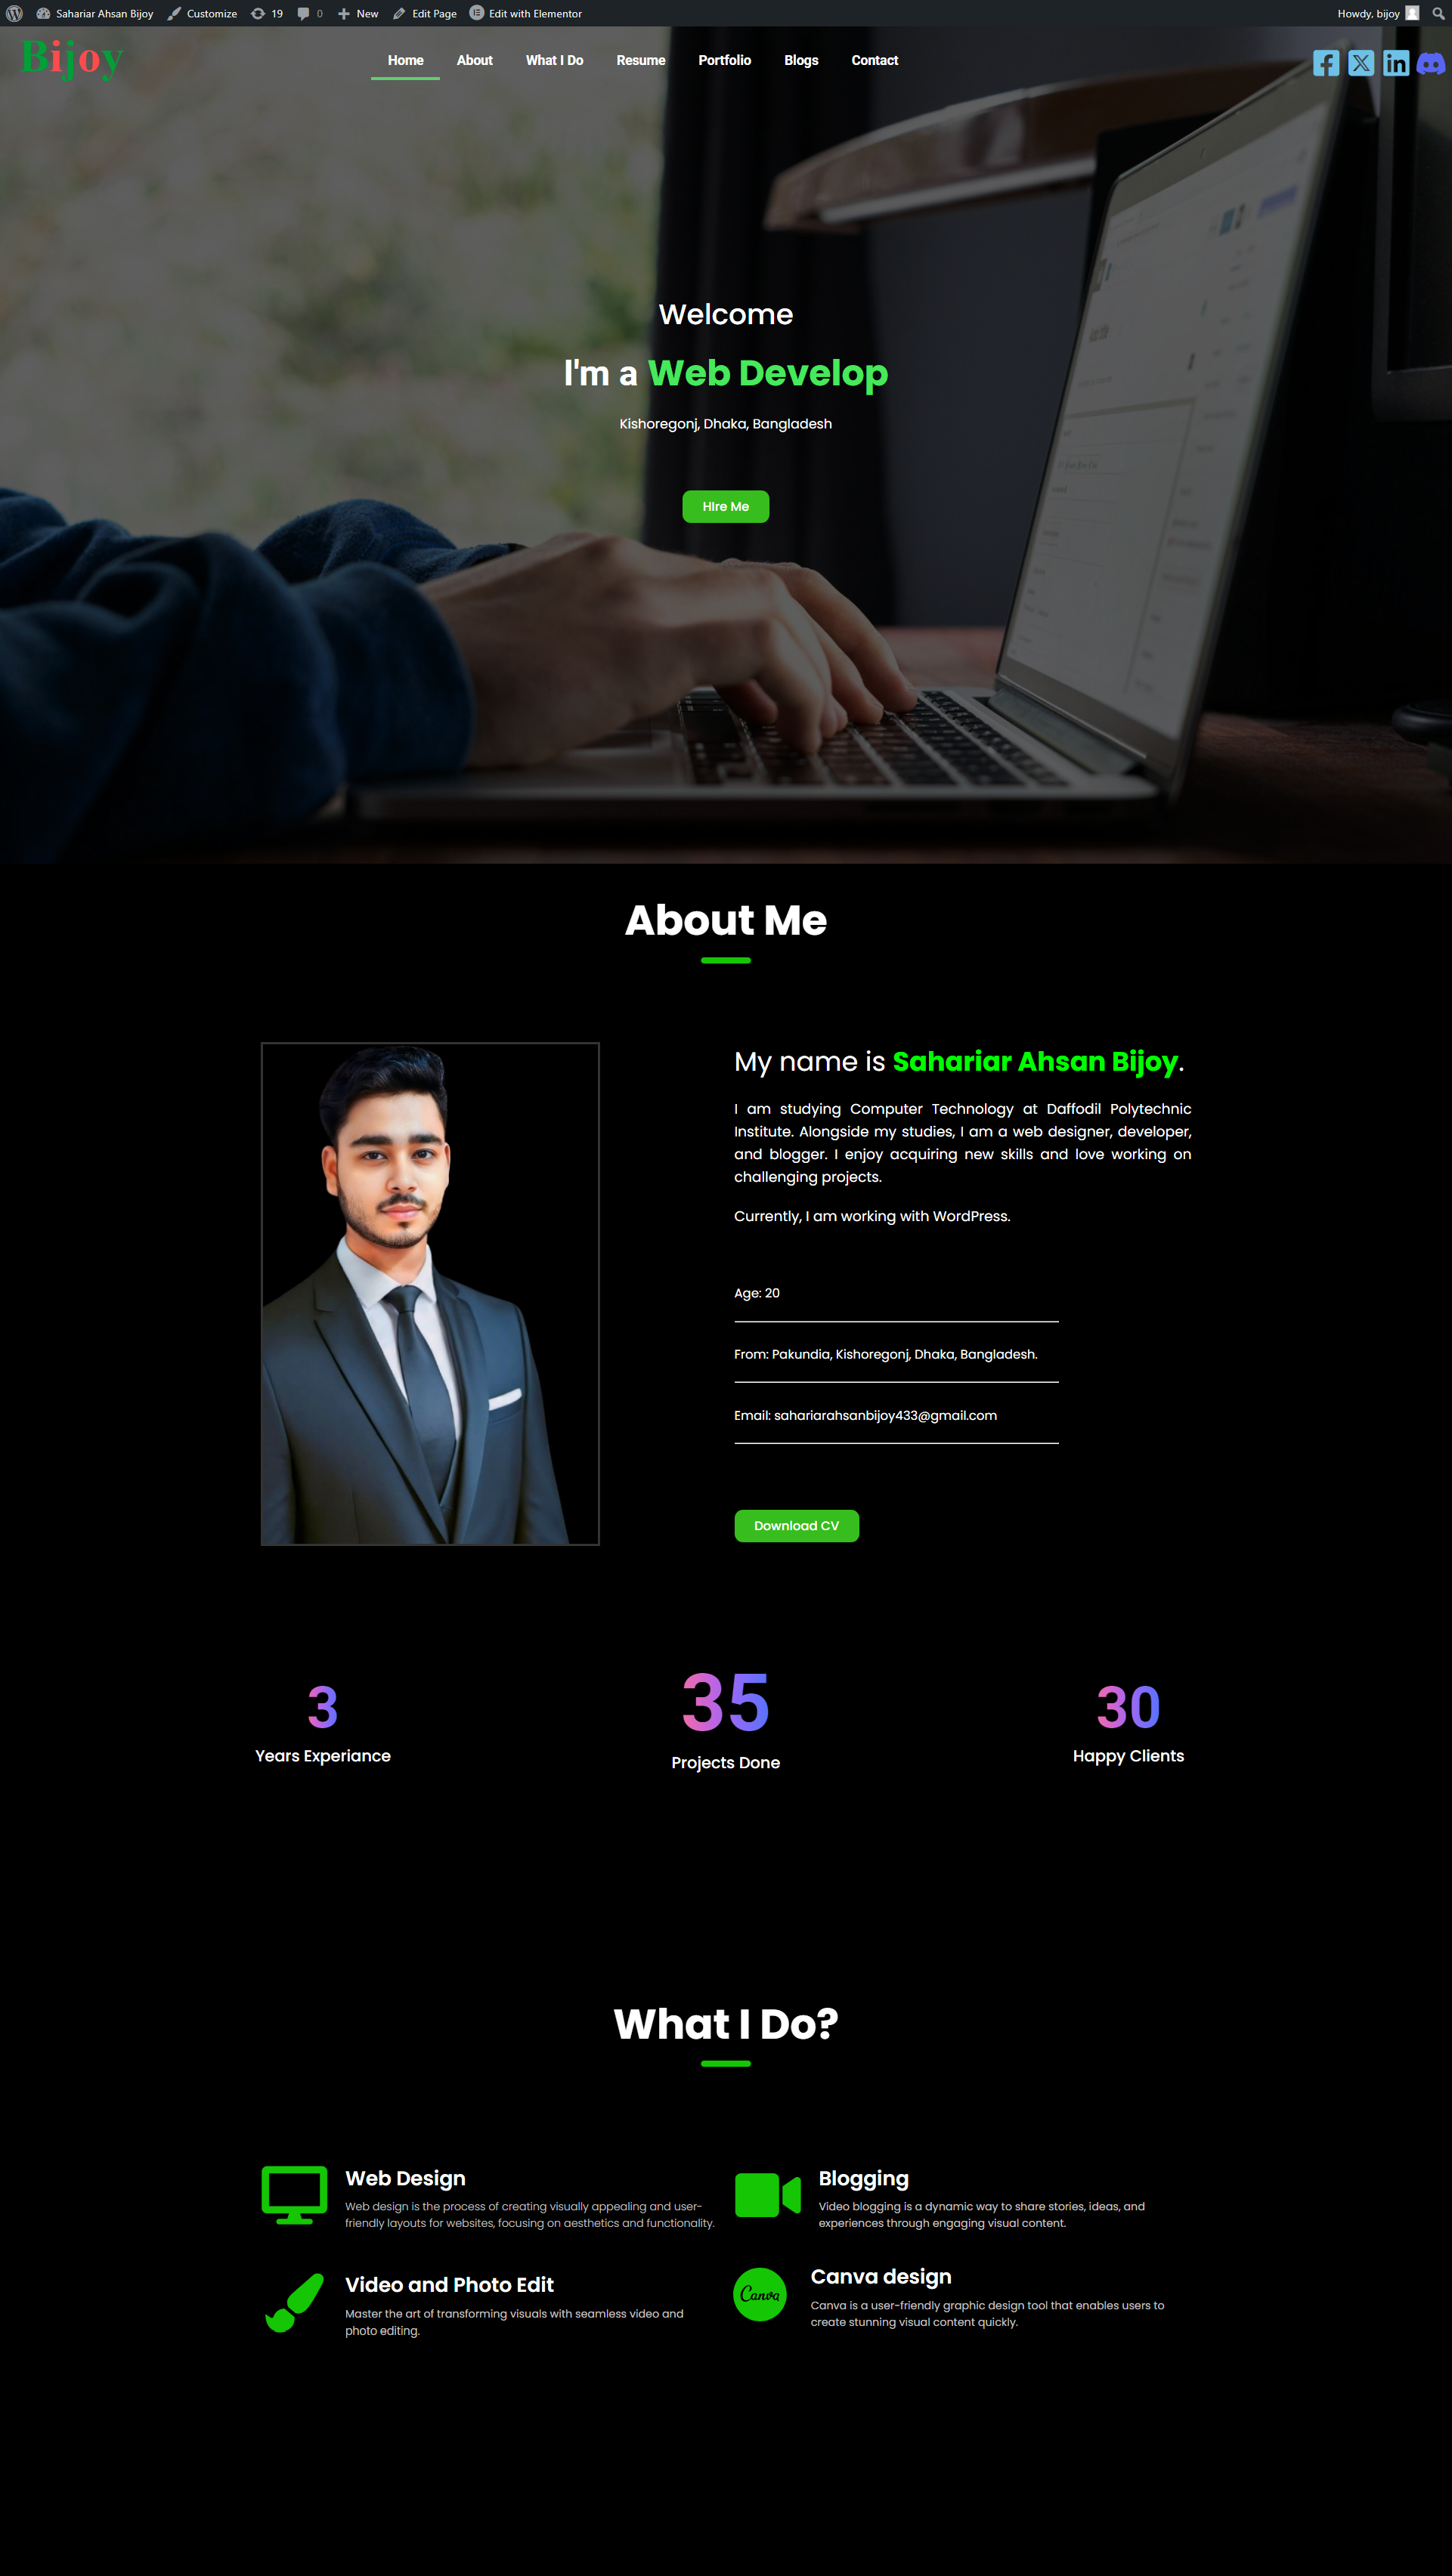 Sahariar Ahsan Bijoy Customize 19 0 New Edit Page Edit with Elementor Howdy, bijoy
Bijoy
Home About What I Do Resume Portfolio Blogs Contact
Welcome
I'm a Web Develop
Kishoregonj, Dhaka, Bangladesh
HIre Me
About Me
My name is Sahariar Ahsan Bijoy.
I am studying Computer Technology at Daffodil Polytechnic
Institute. Alongside my studies, I am a web designer, developer,
and blogger. I enjoy acquiring new skills and love working on
challenging projects.
Currently, I am working with WordPress.
Age: 20
From: Pakundia, Kishoregonj, Dhaka, Bangladesh.
Email: sahariarahsanbijoy433@gmail.com
Download CV
3
Years Experiance
35
Projects Done
30
Happy Clients
What I Do?
Web Design
Web design is the process of creating visually appealing and user-
friendly layouts for websites, focusing on aesthetics and functionality.
Blogging
Video blogging is a dynamic way to share stories, ideas, and
experiences through engaging visual content.
Video and Photo Edit
Master the art of transforming visuals with seamless video and
photo editing.
Canva
Canva design
Canva is a user-friendly graphic design tool that enables users to
create stunning visual content quickly.